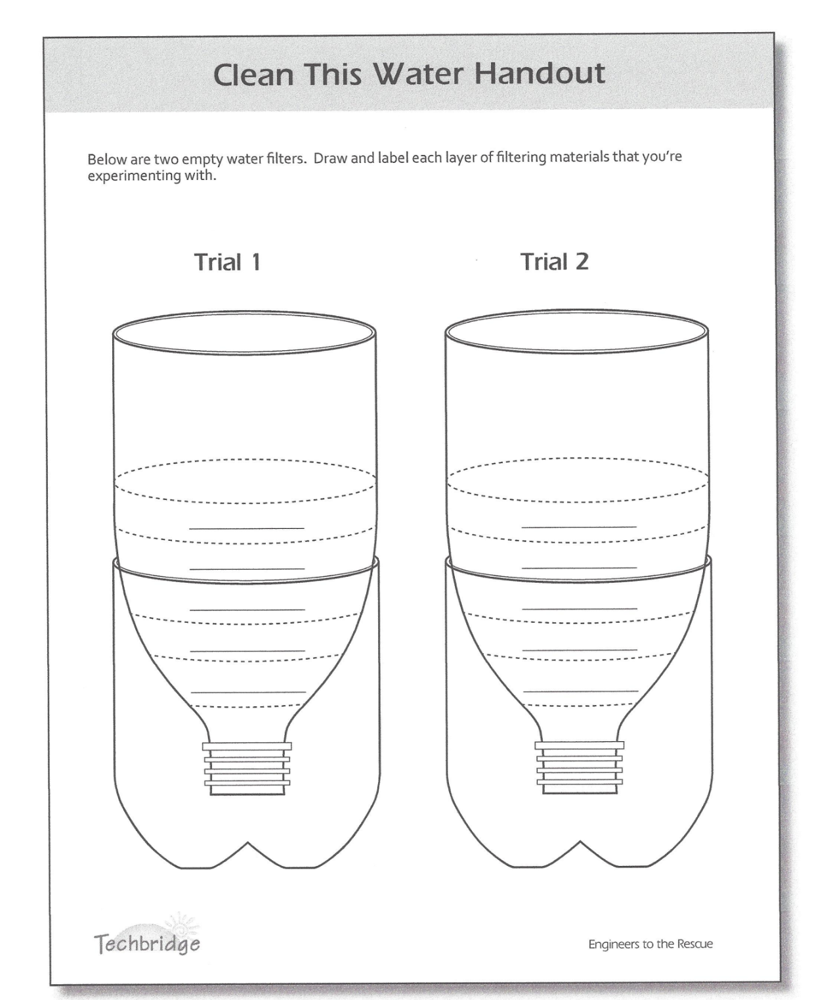 Clean This Water Handout
Below are two empty water filters. Draw and label each layer of filtering materials that you're
experimenting with.
Trial 1
Trial 2
Techbridge
Engineers to the Rescue